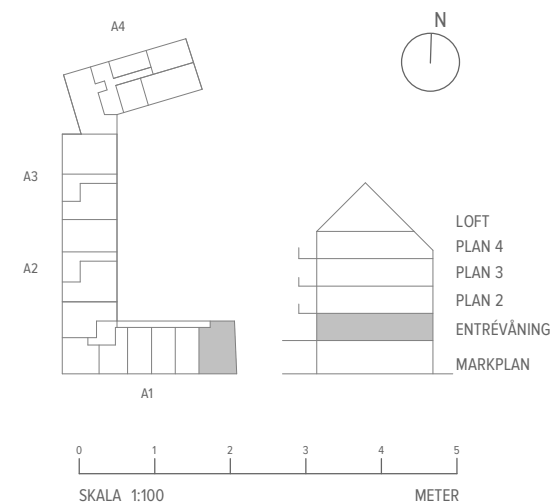 A4
N
A3
A2
A1
LOFT
PLAN 4
PLAN 3
PLAN 2
ENTRÉVÅNING
MARKPLAN
0 1 2 3 4 5
SKALA 1:100 METER